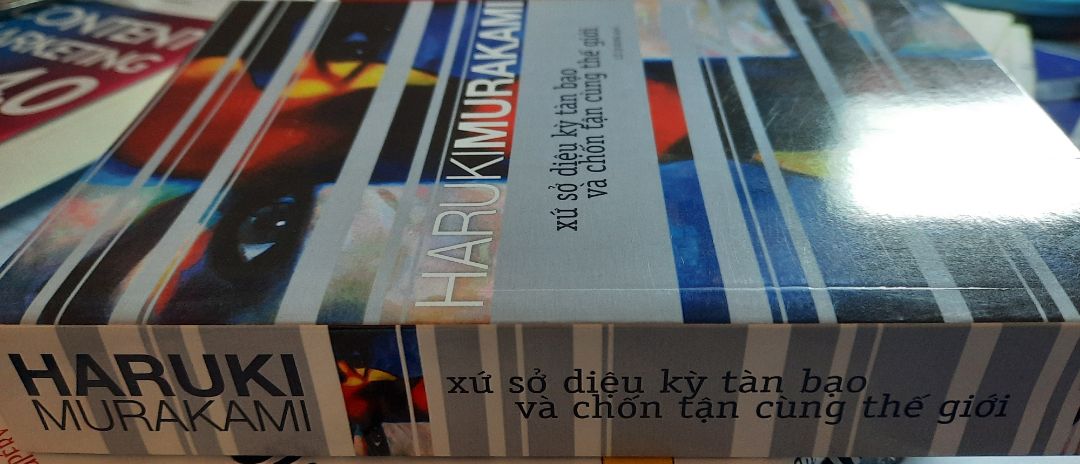 CONTENT
MARKETING
4.0
HARUKI MURAKAMI
xứ sở diệu kỳ tàn bạo
và chốn tận cùng thế giới
HARUKI
MURAKAMI
xứ sở diệu kỳ tàn bạo
và chốn tận cùng thế giới